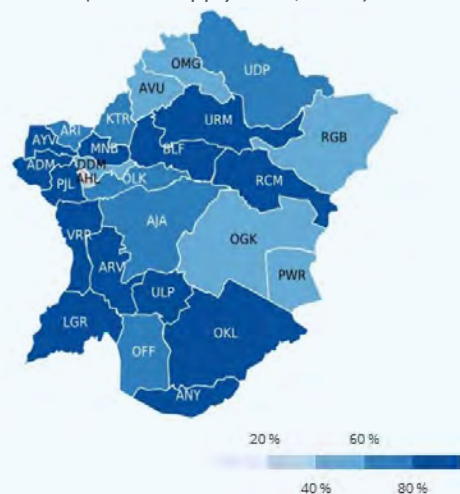 OMG
UDP
AVU
KTR
URM
RGB
ARI
AYV
MNB
BLF
ADM
DDM
AHL
PJL
OLK
RCM
AJA
VRP
OGK
ARV
PWR
ULP
LGR
OKL
OFF
ANY
20 % 60 %
40 % 80 %